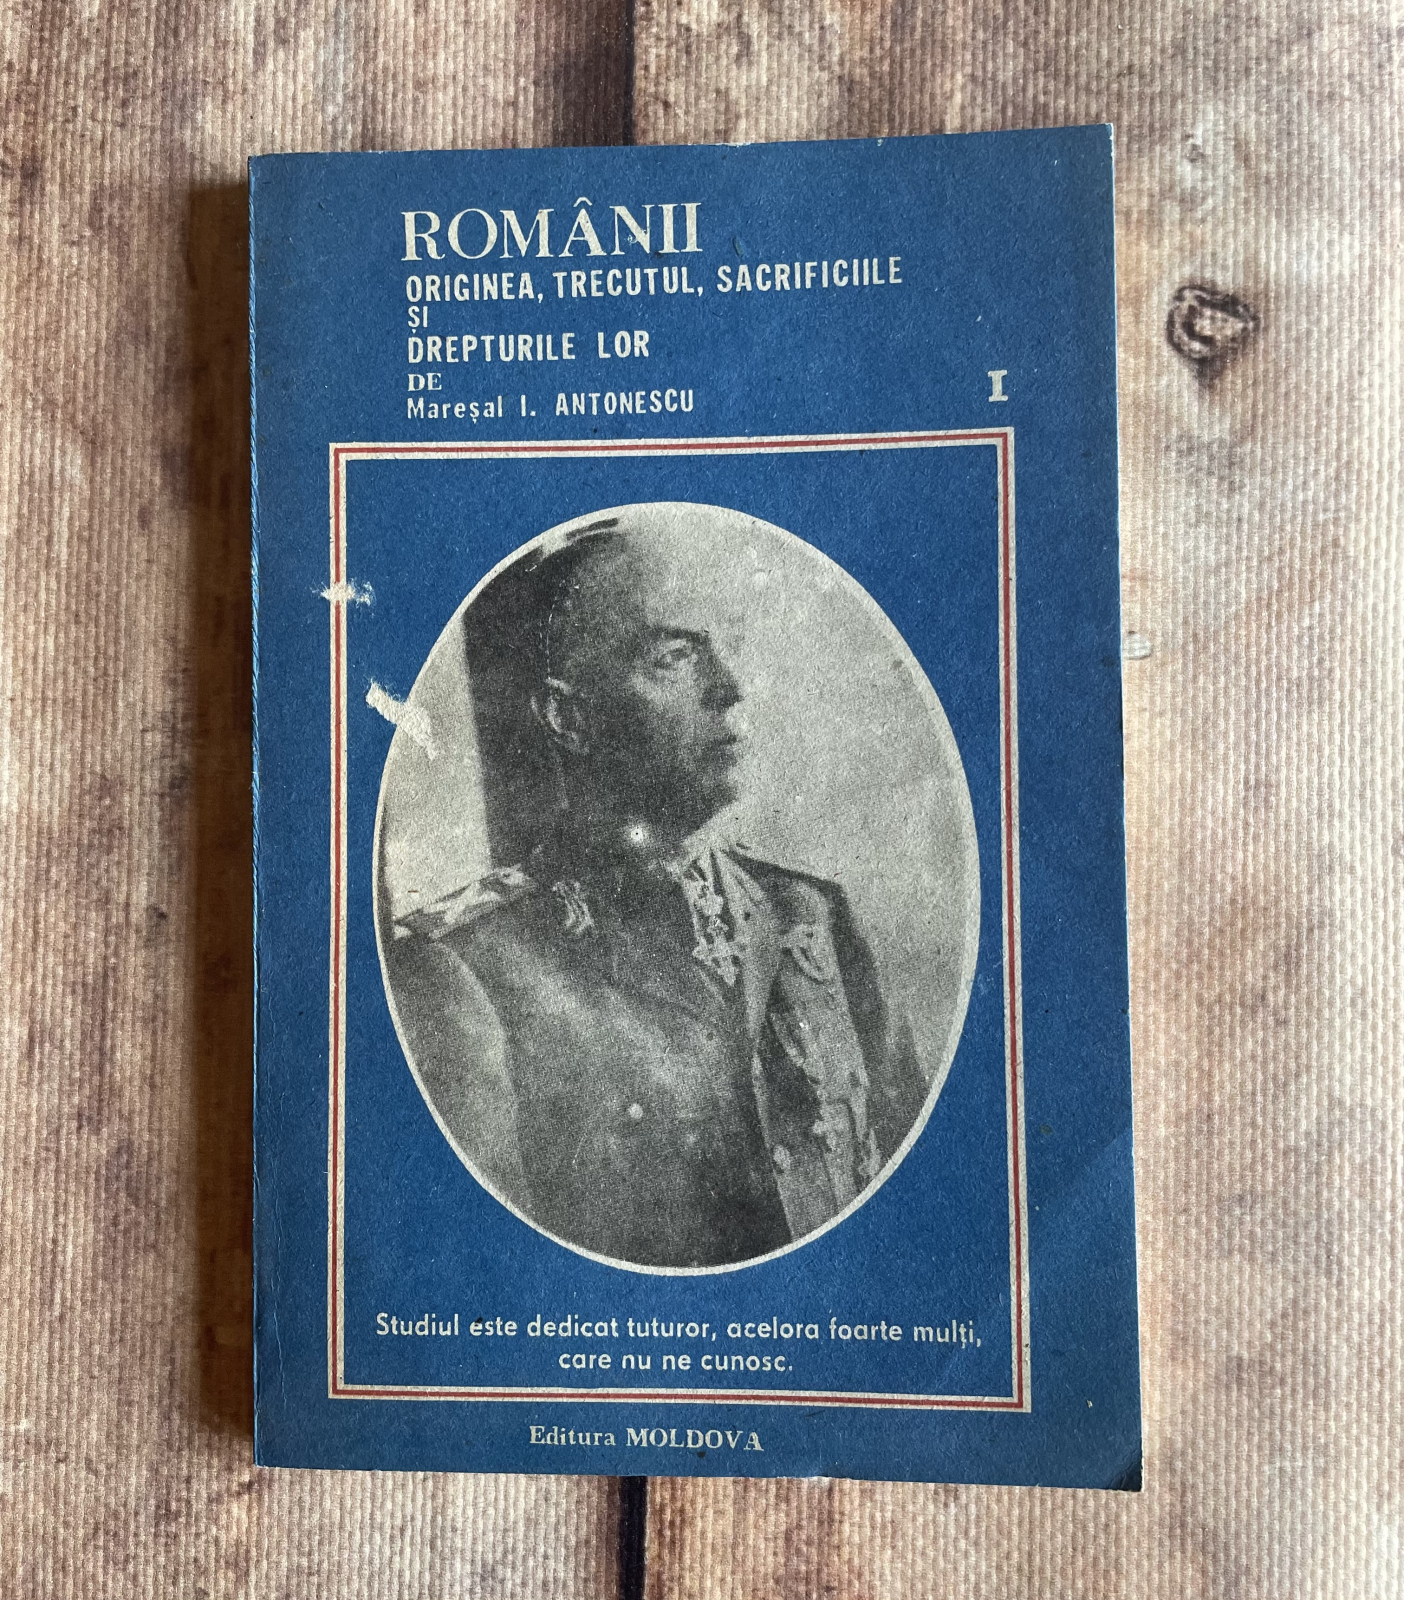 ROMÂNII
ORIGINEA, TRECUTUL, SACRIFICIILE
ȘI
DREPTURILE LOR
DE
Mareșal I. ANTONESCU
I
Studiul este dedicat tuturor, acelora foarte mulți,
care nu ne cunosc.
Editura MOLDOVA